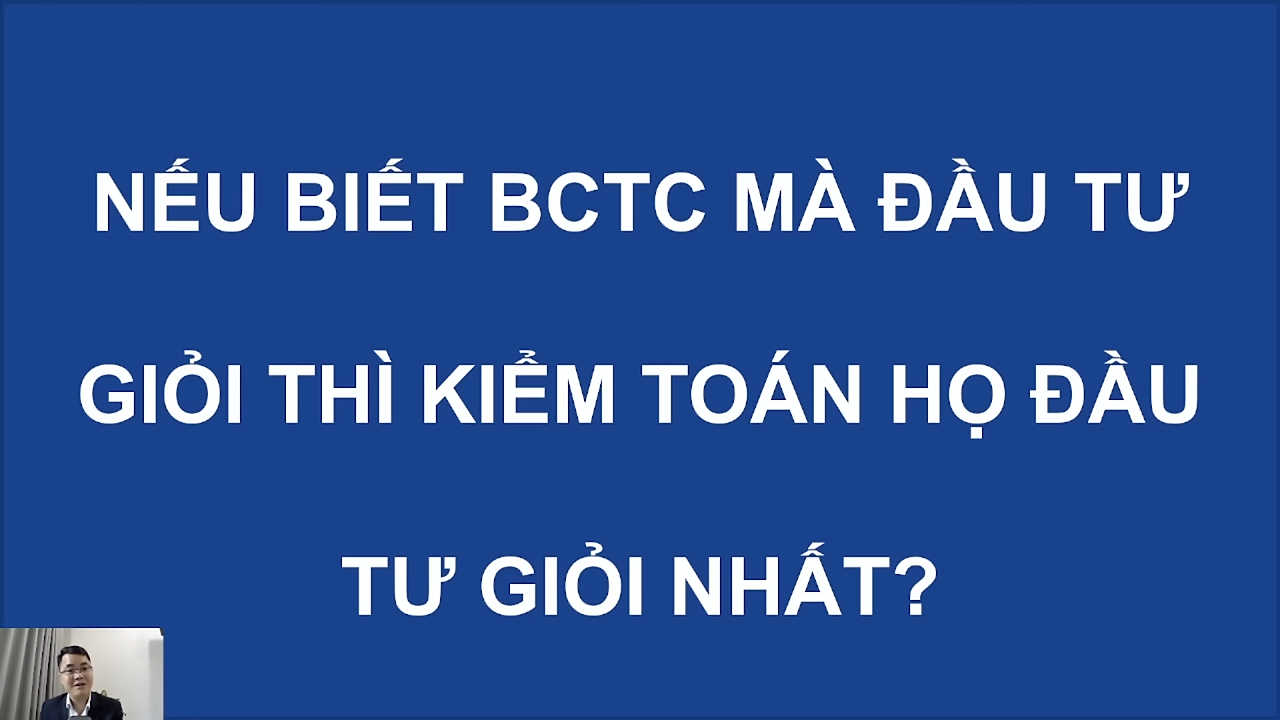 NẾU BIẾT BCTC MÀ ĐẦU TƯ
GIỎI THÌ KIỂM TOÁN HỌ ĐẦU
TƯ GIỎI NHẤT?